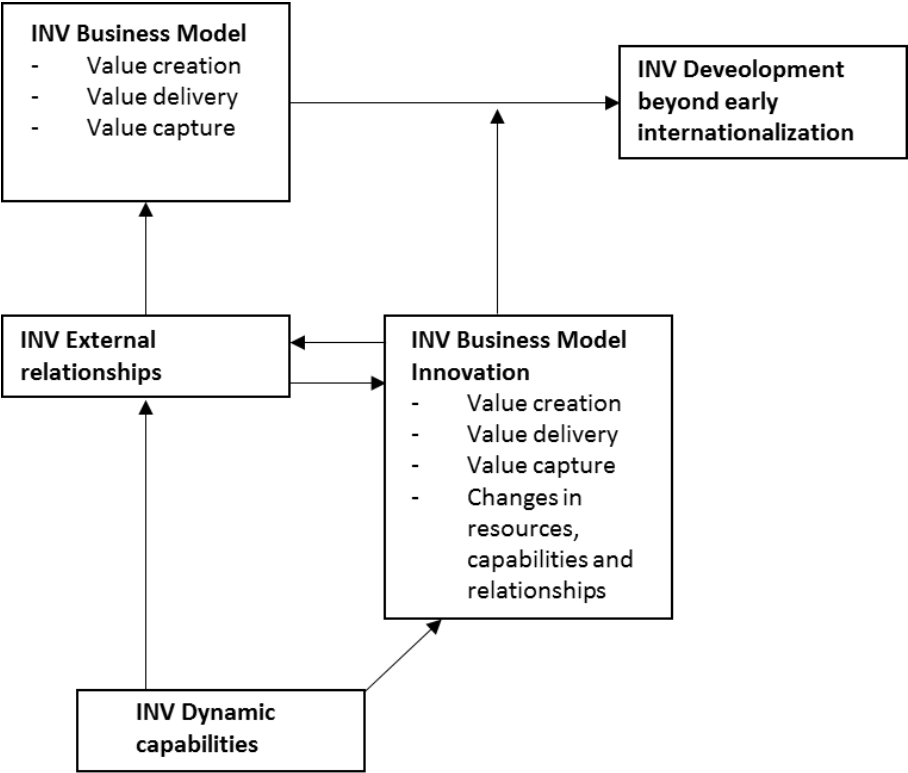 INV Business Model
- Value creation
- Value delivery
- Value capture
INV Deveolopment
beyond early
internationalization
INV External
relationships
INV Business Model
Innovation
- Value creation
- Value delivery
- Value capture
- Changes in
resources,
capabilities and
relationships
INV Dynamic
capabilities